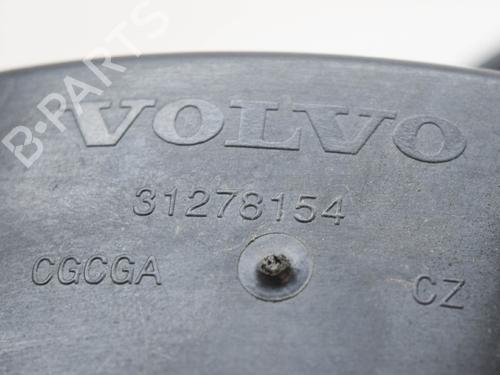 B-PARTS
VOLVO
31278154
CGCGA
CZ